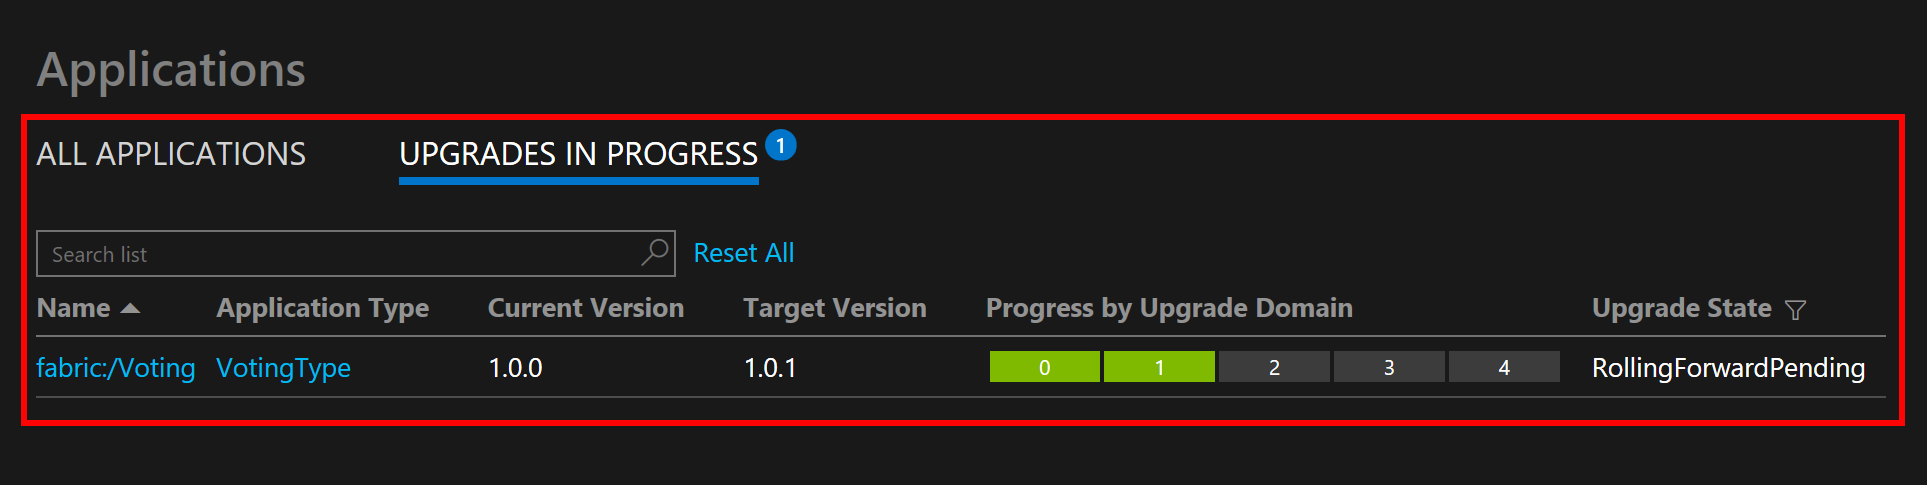 Applications
ALL APPLICATIONS UPGRADES IN PROGRESS 1
Search list Reset All
Name Application Type Current Version Target Version Progress by Upgrade Domain Upgrade State
fabric:/Voting VotingType 1.0.0 1.0.1 0 1 2 3 4 RollingForwardPending